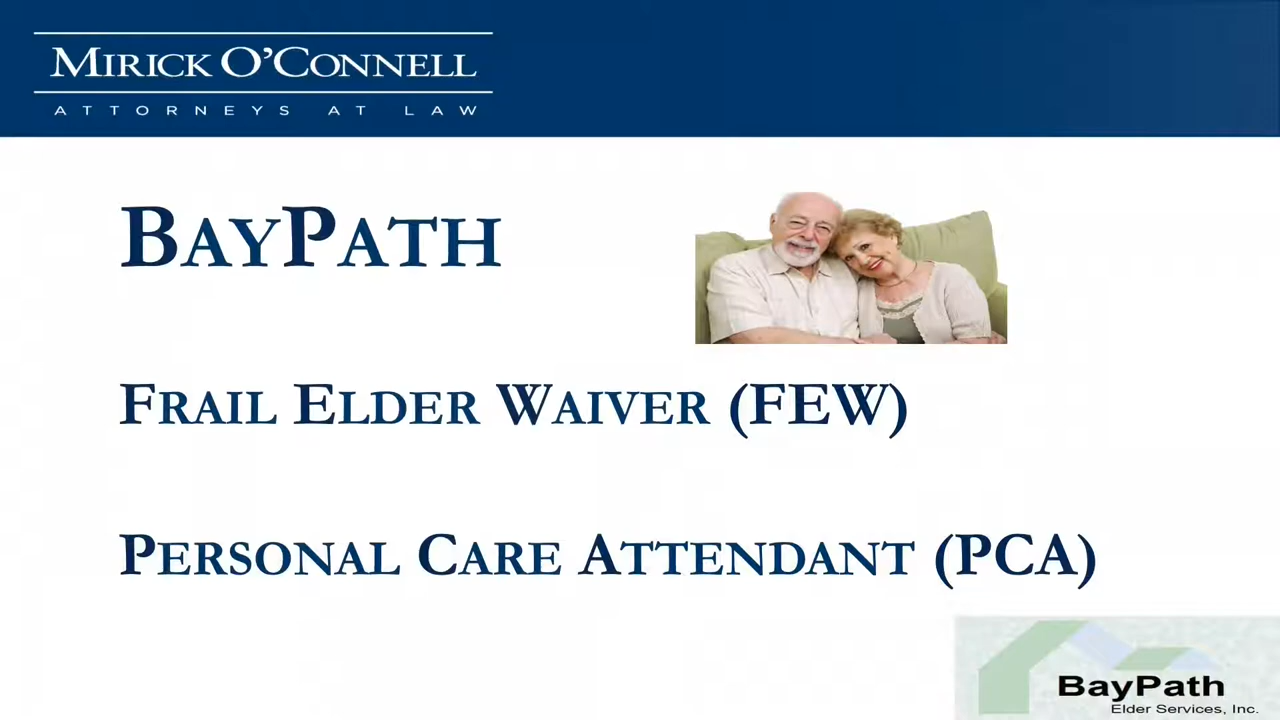 MIRICK O'CONNELL
ATTORNEYS AT LAW
BAYPATH
FRAIL ELDER WAIVER (FEW)
PERSONAL CARE ATTENDANT (PCA)
BayPath
Elder Services, Inc.